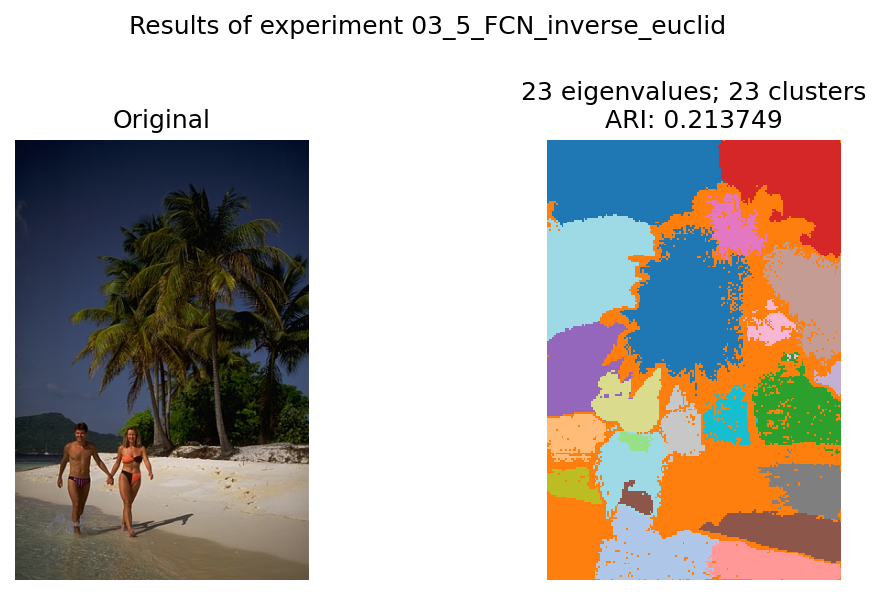 Results of experiment 03_5_FCN_inverse_euclid
Original
23 eigenvalues; 23 clusters
ARI: 0.213749